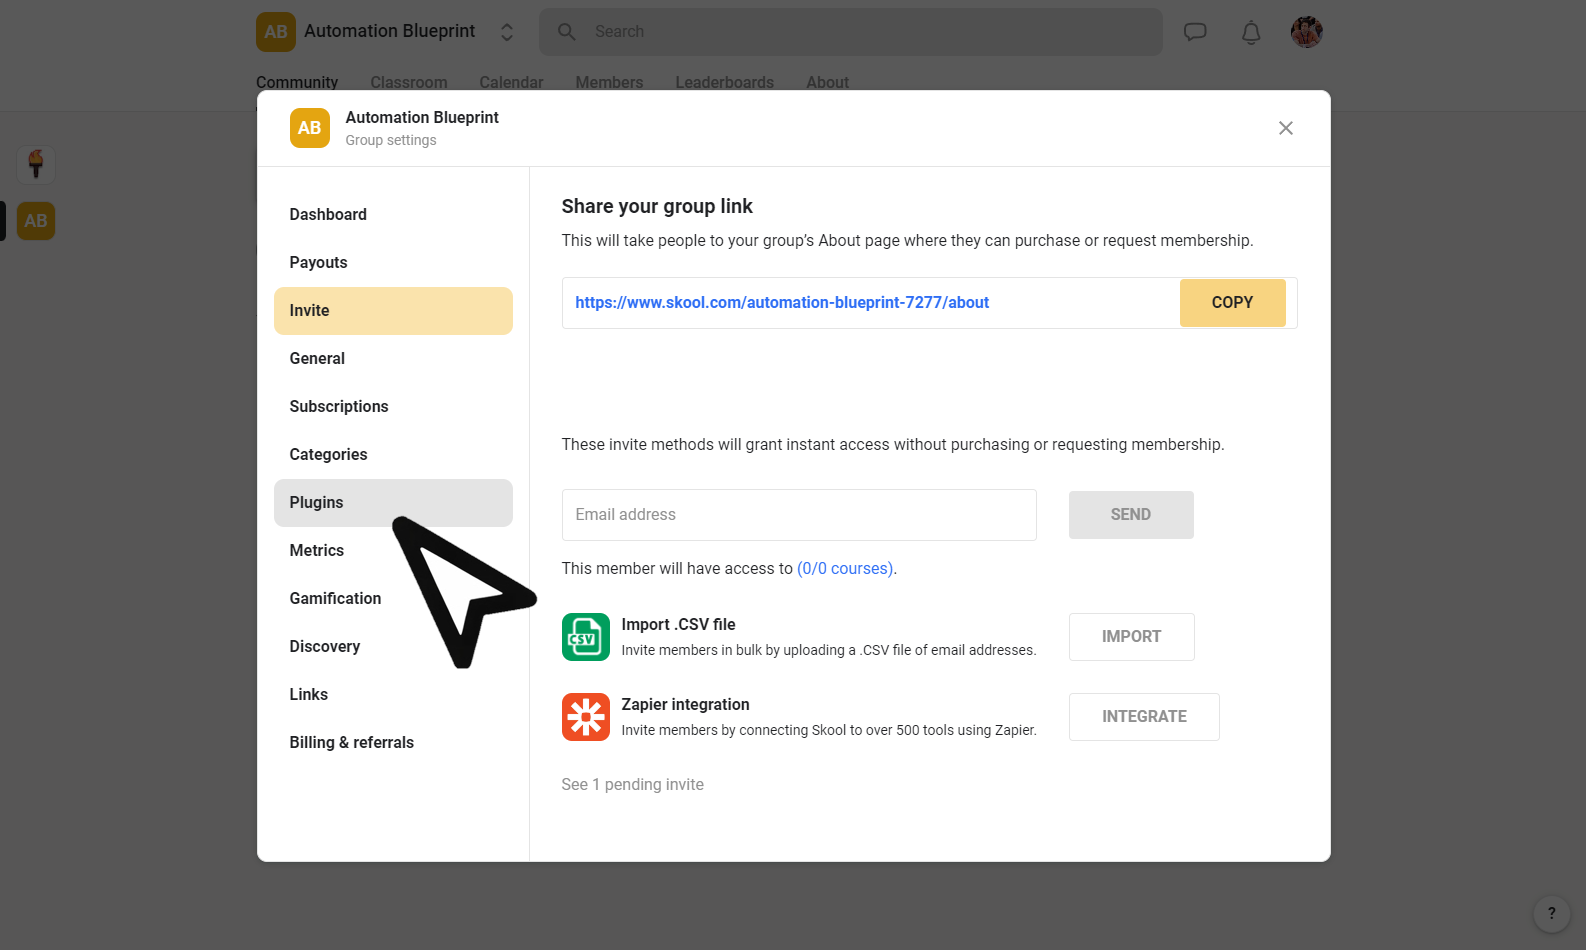 AB
Automation Blueprint
Search
Community
Classroom
Calendar
Members
Leaderboards
About
AB
AB
Automation Blueprint
Group settings
Dashboard
Payouts
Invite
General
Subscriptions
Categories
Plugins
Metrics
Gamification
Discovery
Links
Billing & referrals
Share your group link
This will take people to your group’s About page where they can purchase or request membership.
https://www.skool.com/automation-blueprint-7277/about
COPY
These invite methods will grant instant access without purchasing or requesting membership.
Email address
SEND
This member will have access to (0/0 courses).
CSV
Import .CSV file
Invite members in bulk by uploading a .CSV file of email addresses.
IMPORT
Zapier integration
Invite members by connecting Skool to over 500 tools using Zapier.
INTEGRATE
See 1 pending invite
?